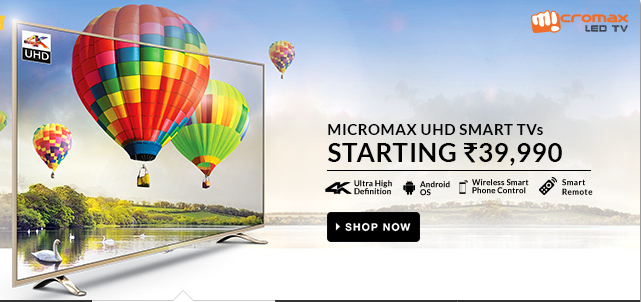 4K
UHD
micromax
LED TV
MICROMAX UHD SMART TVs
STARTING ₹39,990
4K Ultra High Definition
Android OS
Wireless Smart Phone Control
Smart Remote
SHOP NOW